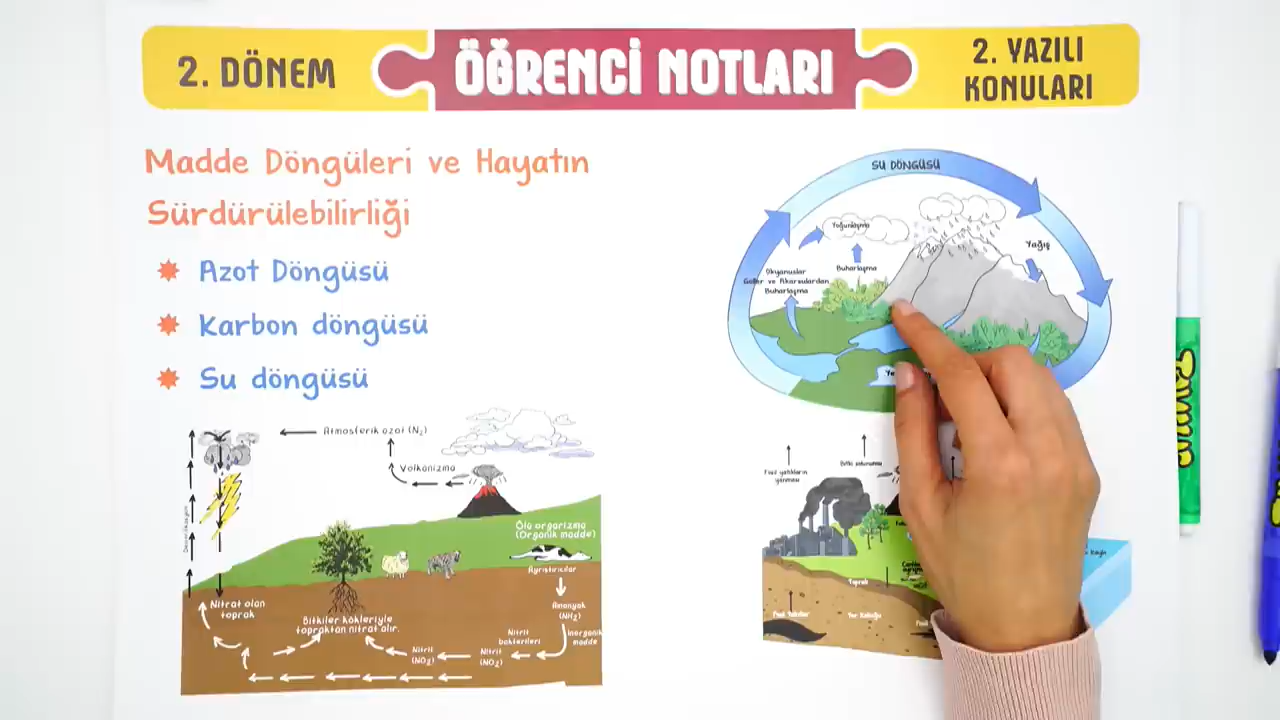 2. DÖNEM
ÖĞRENCİ NOTLARI
2. YAZILI
KONULARI
Madde Döngüleri ve Hayatın
Sürdürülebilirliği
Azot Döngüsü
Karbon döngüsü
Su döngüsü
SU DÖNGÜSÜ
Yoğunlaşma
Yağış
Buharlaşma
Okyanuslar
Göller ve Akarsulardan
Buharlaşma
Atmosferik azot (N₂)
Volkanizma
Ölü organizma
(Organik madde)
Ayrıştırıcılar
Amonyak
(NH₃)
İnorganik
madde
Nitrit
bakterileri
Nitrit
(NO₂)
Nitrit
(NO₂)
Nitrat olan
toprak
Bitkiler kökleriyle
topraktan nitrat alır.
Fosil yakıtların
yanması
Bitki solunumu
Toprak
Fosil Yakıtlar
Yer Kabuğu